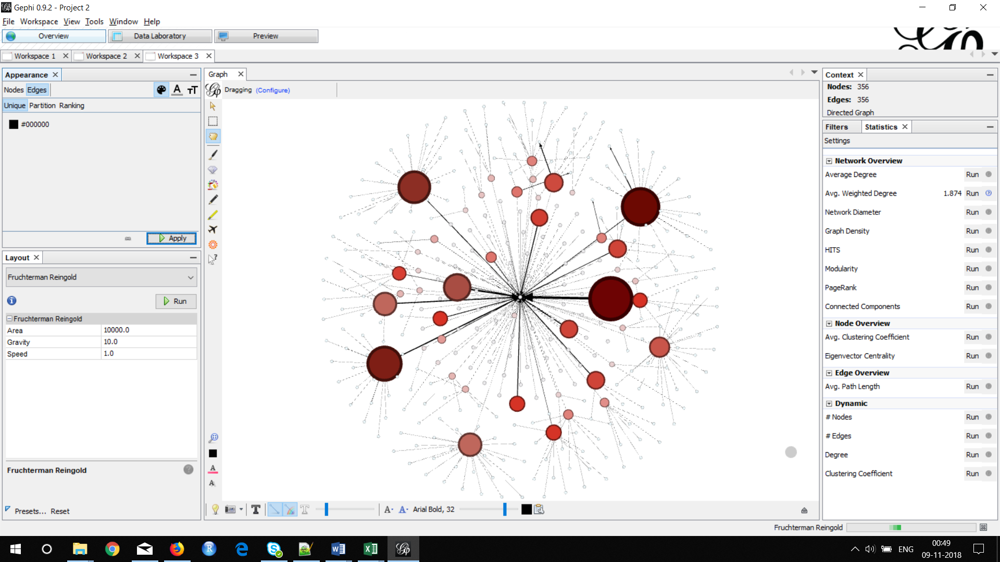 Gephi 0.9.2 - Project 2
File Workspace View Tools Window Help
Overview Data Laboratory Preview
Workspace 1 Workspace 2 Workspace 3
Appearance
Nodes Edges
Unique Partition Ranking
#000000
Apply
Layout
Fruchterman Reingold
Run
Fruchterman Reingold
Area 10000.0
Gravity 10.0
Speed 1.0
Fruchterman Reingold
Presets... Reset
Graph
Dragging (Configure)
Arial Bold, 32
Context
Nodes: 356
Edges: 356
Directed Graph
Filters Statistics
Settings
Network Overview
Average Degree Run
Avg. Weighted Degree 1.874 Run
Network Diameter Run
Graph Density Run
HITS Run
Modularity Run
PageRank Run
Connected Components Run
Node Overview
Avg. Clustering Coefficient Run
Eigenvector Centrality Run
Edge Overview
Avg. Path Length Run
Dynamic
# Nodes Run
# Edges Run
Degree Run
Clustering Coefficient Run
Fruchterman Reingold
ENG
00:49
09-11-2018